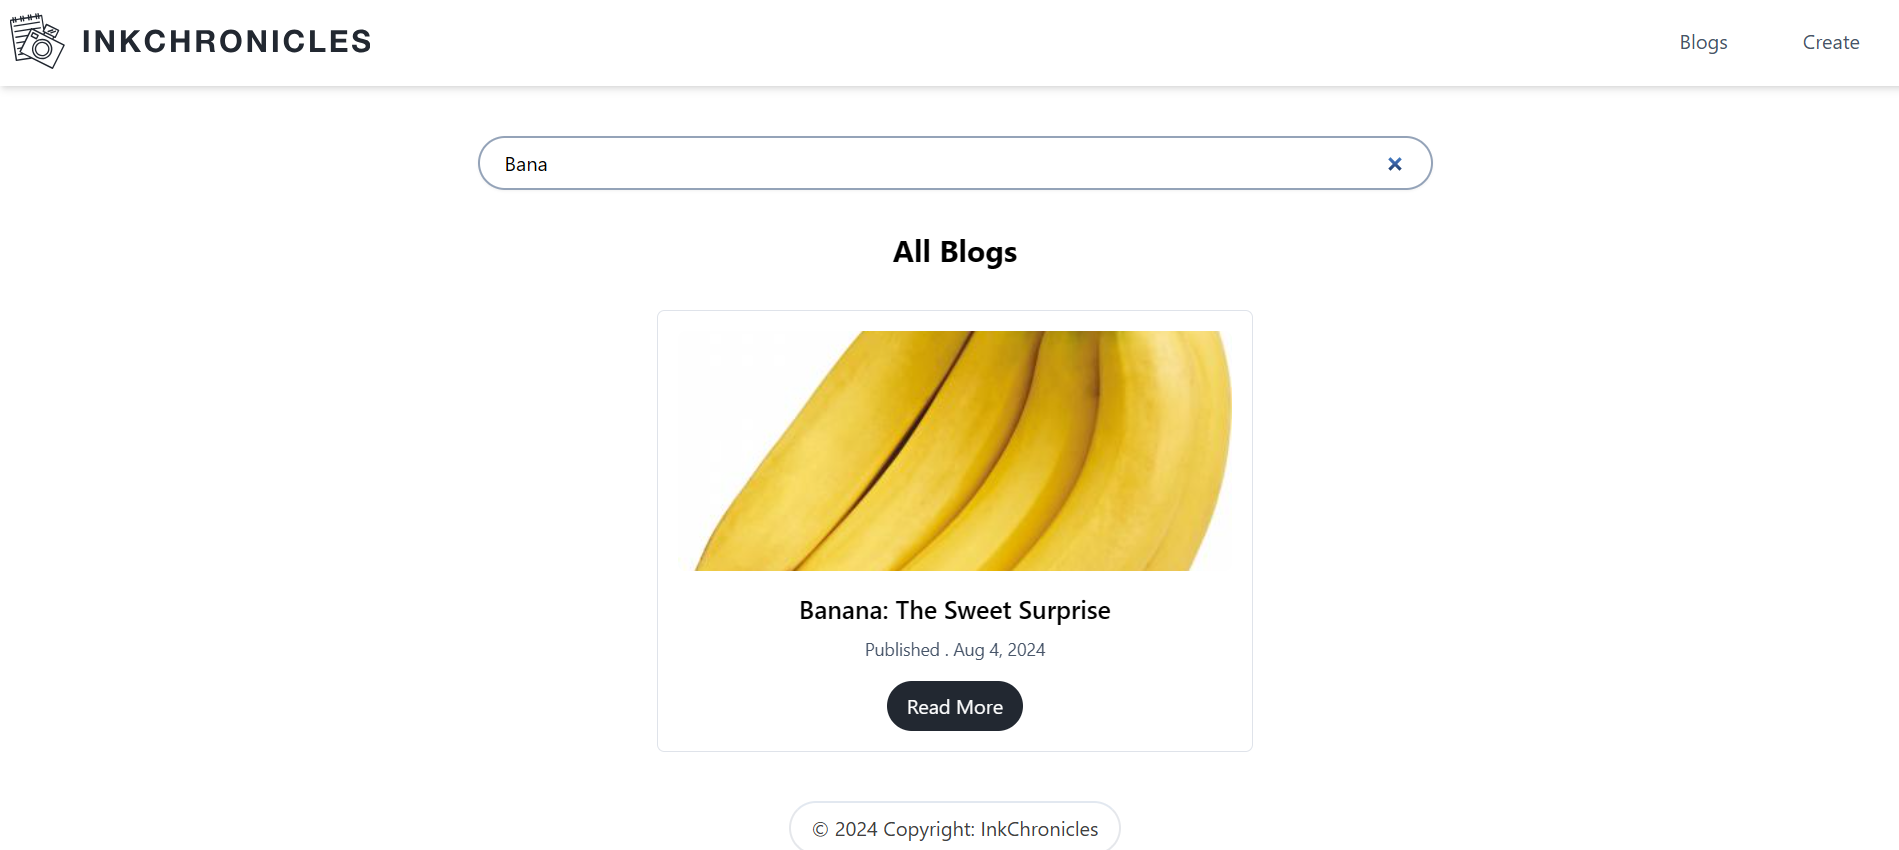 INKCHRONICLES
Blogs
Create
Bana
All Blogs
Banana: The Sweet Surprise
Published . Aug 4, 2024
Read More
© 2024 Copyright: InkChronicles